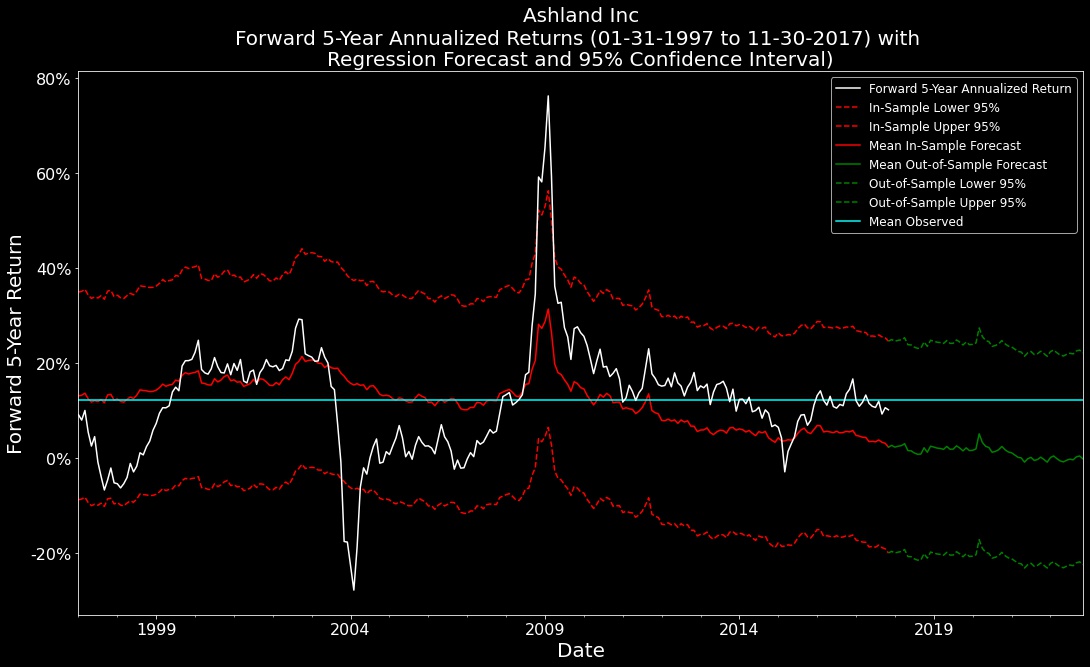 Ashland Inc
Forward 5-Year Annualized Returns (01-31-1997 to 11-30-2017) with
Regression Forecast and 95% Confidence Interval)
Forward 5-Year Return
80%
60%
40%
20%
0%
-20%
Forward 5-Year Annualized Return
In-Sample Lower 95%
In-Sample Upper 95%
Mean In-Sample Forecast
Mean Out-of-Sample Forecast
Out-of-Sample Lower 95%
Out-of-Sample Upper 95%
Mean Observed
1999
2004
2009
2014
2019
Date